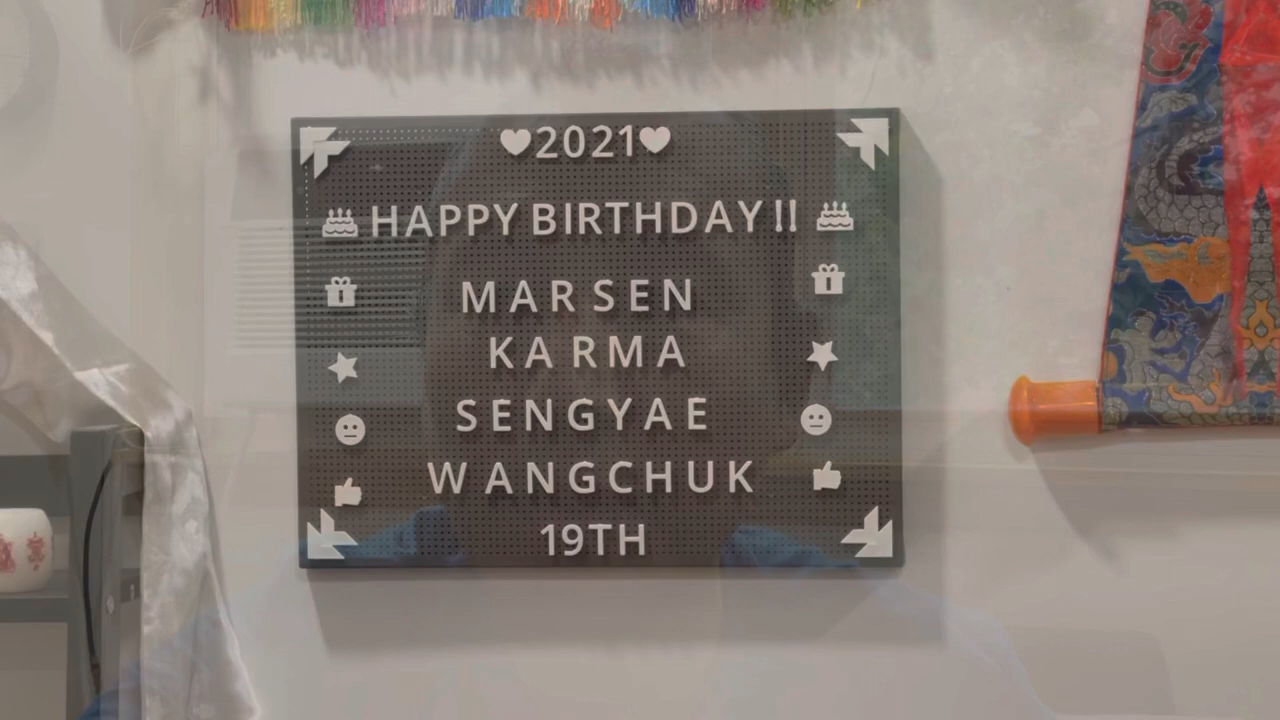 2021
HAPPY BIRTHDAY!!
MARSEN
KARMA
SENGYAE
WANGCHUK
19TH